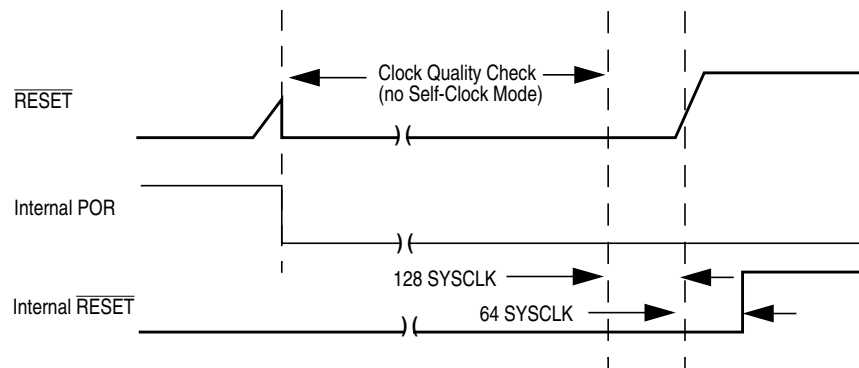 Clock Quality Check
(no Self-Clock Mode)
RESET
Internal POR
128 SYSCLK
Internal RESET
64 SYSCLK